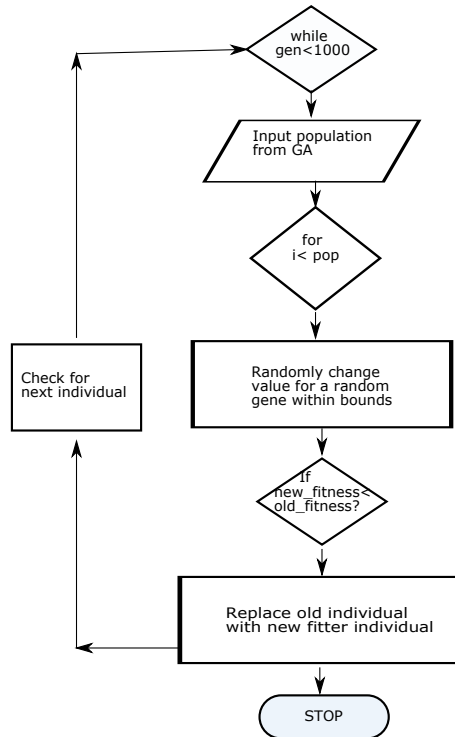 while
gen<1000
Input population
from GA
for
i< pop
Randomly change
value for a random
gene within bounds
Check for
next individual
If
new_fitness<
old_fitness?
Replace old individual
with new fitter individual
STOP